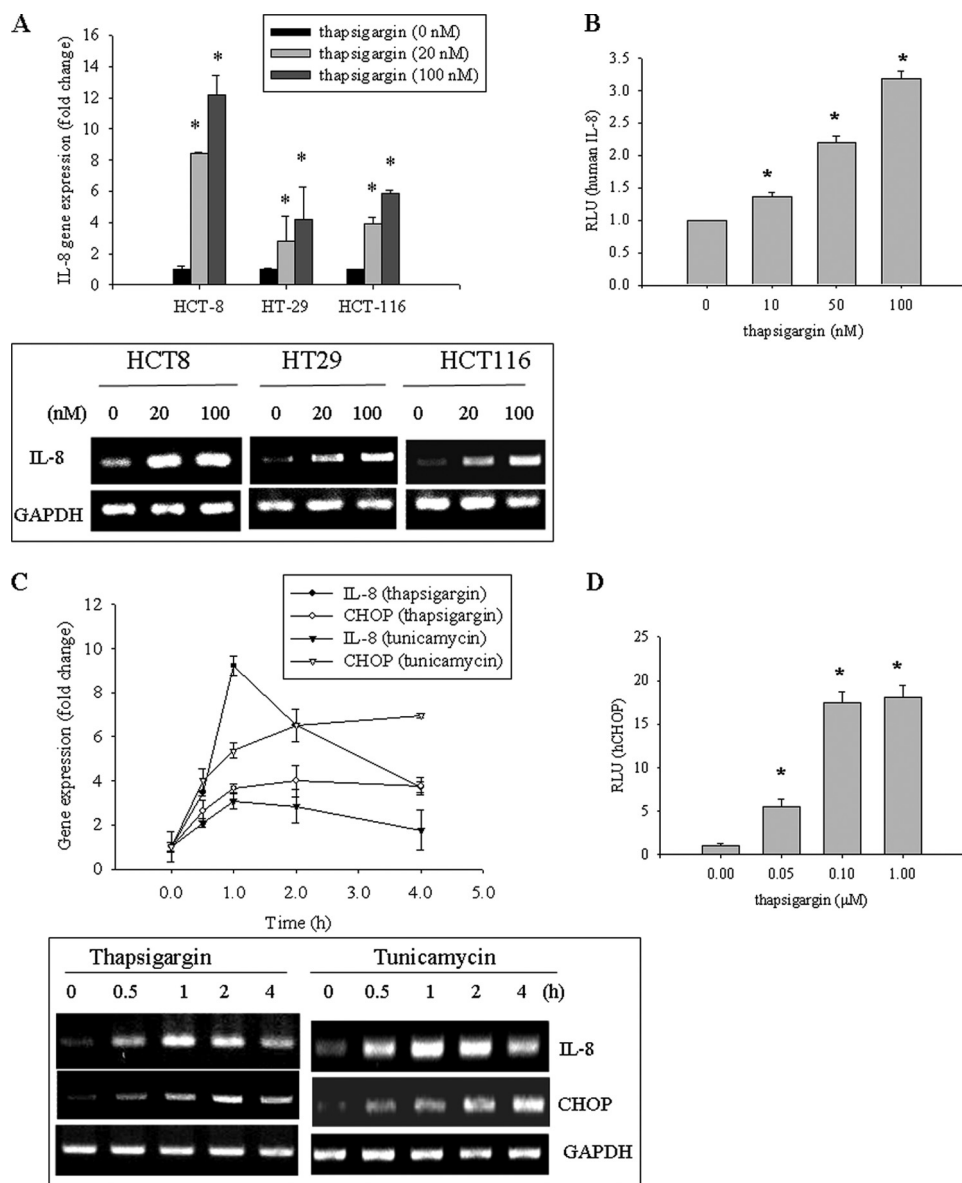 A
thapsigargin (0 nM)
thapsigargin (20 nM)
thapsigargin (100 nM)
IL-8 gene expression (fold change)
16
14
12
10
8
6
4
2
0
* * * * * *
HCT-8 HT-29 HCT-116
B
RLU (human IL-8)
3.5
3.0
2.5
2.0
1.5
1.0
0.5
0.0
* * *
0 10 50 100
thapsigargin (nM)
HCT8 HT29 HCT116
(nM) 0 20 100 0 20 100 0 20 100
IL-8
GAPDH
C
IL-8 (thapsigargin)
CHOP (thapsigargin)
IL-8 (tunicamycin)
CHOP (tunicamycin)
Gene expression (fold change)
12
10
8
6
4
2
0
0.0 1.0 2.0 3.0 4.0 5.0
Time (h)
D
RLU (hCHOP)
25
20
15
10
5
0
* * *
0.00 0.05 0.10 1.00
thapsigargin (μM)
Thapsigargin Tunicamycin
0 0.5 1 2 4 0 0.5 1 2 4 (h)
IL-8
CHOP
GAPDH